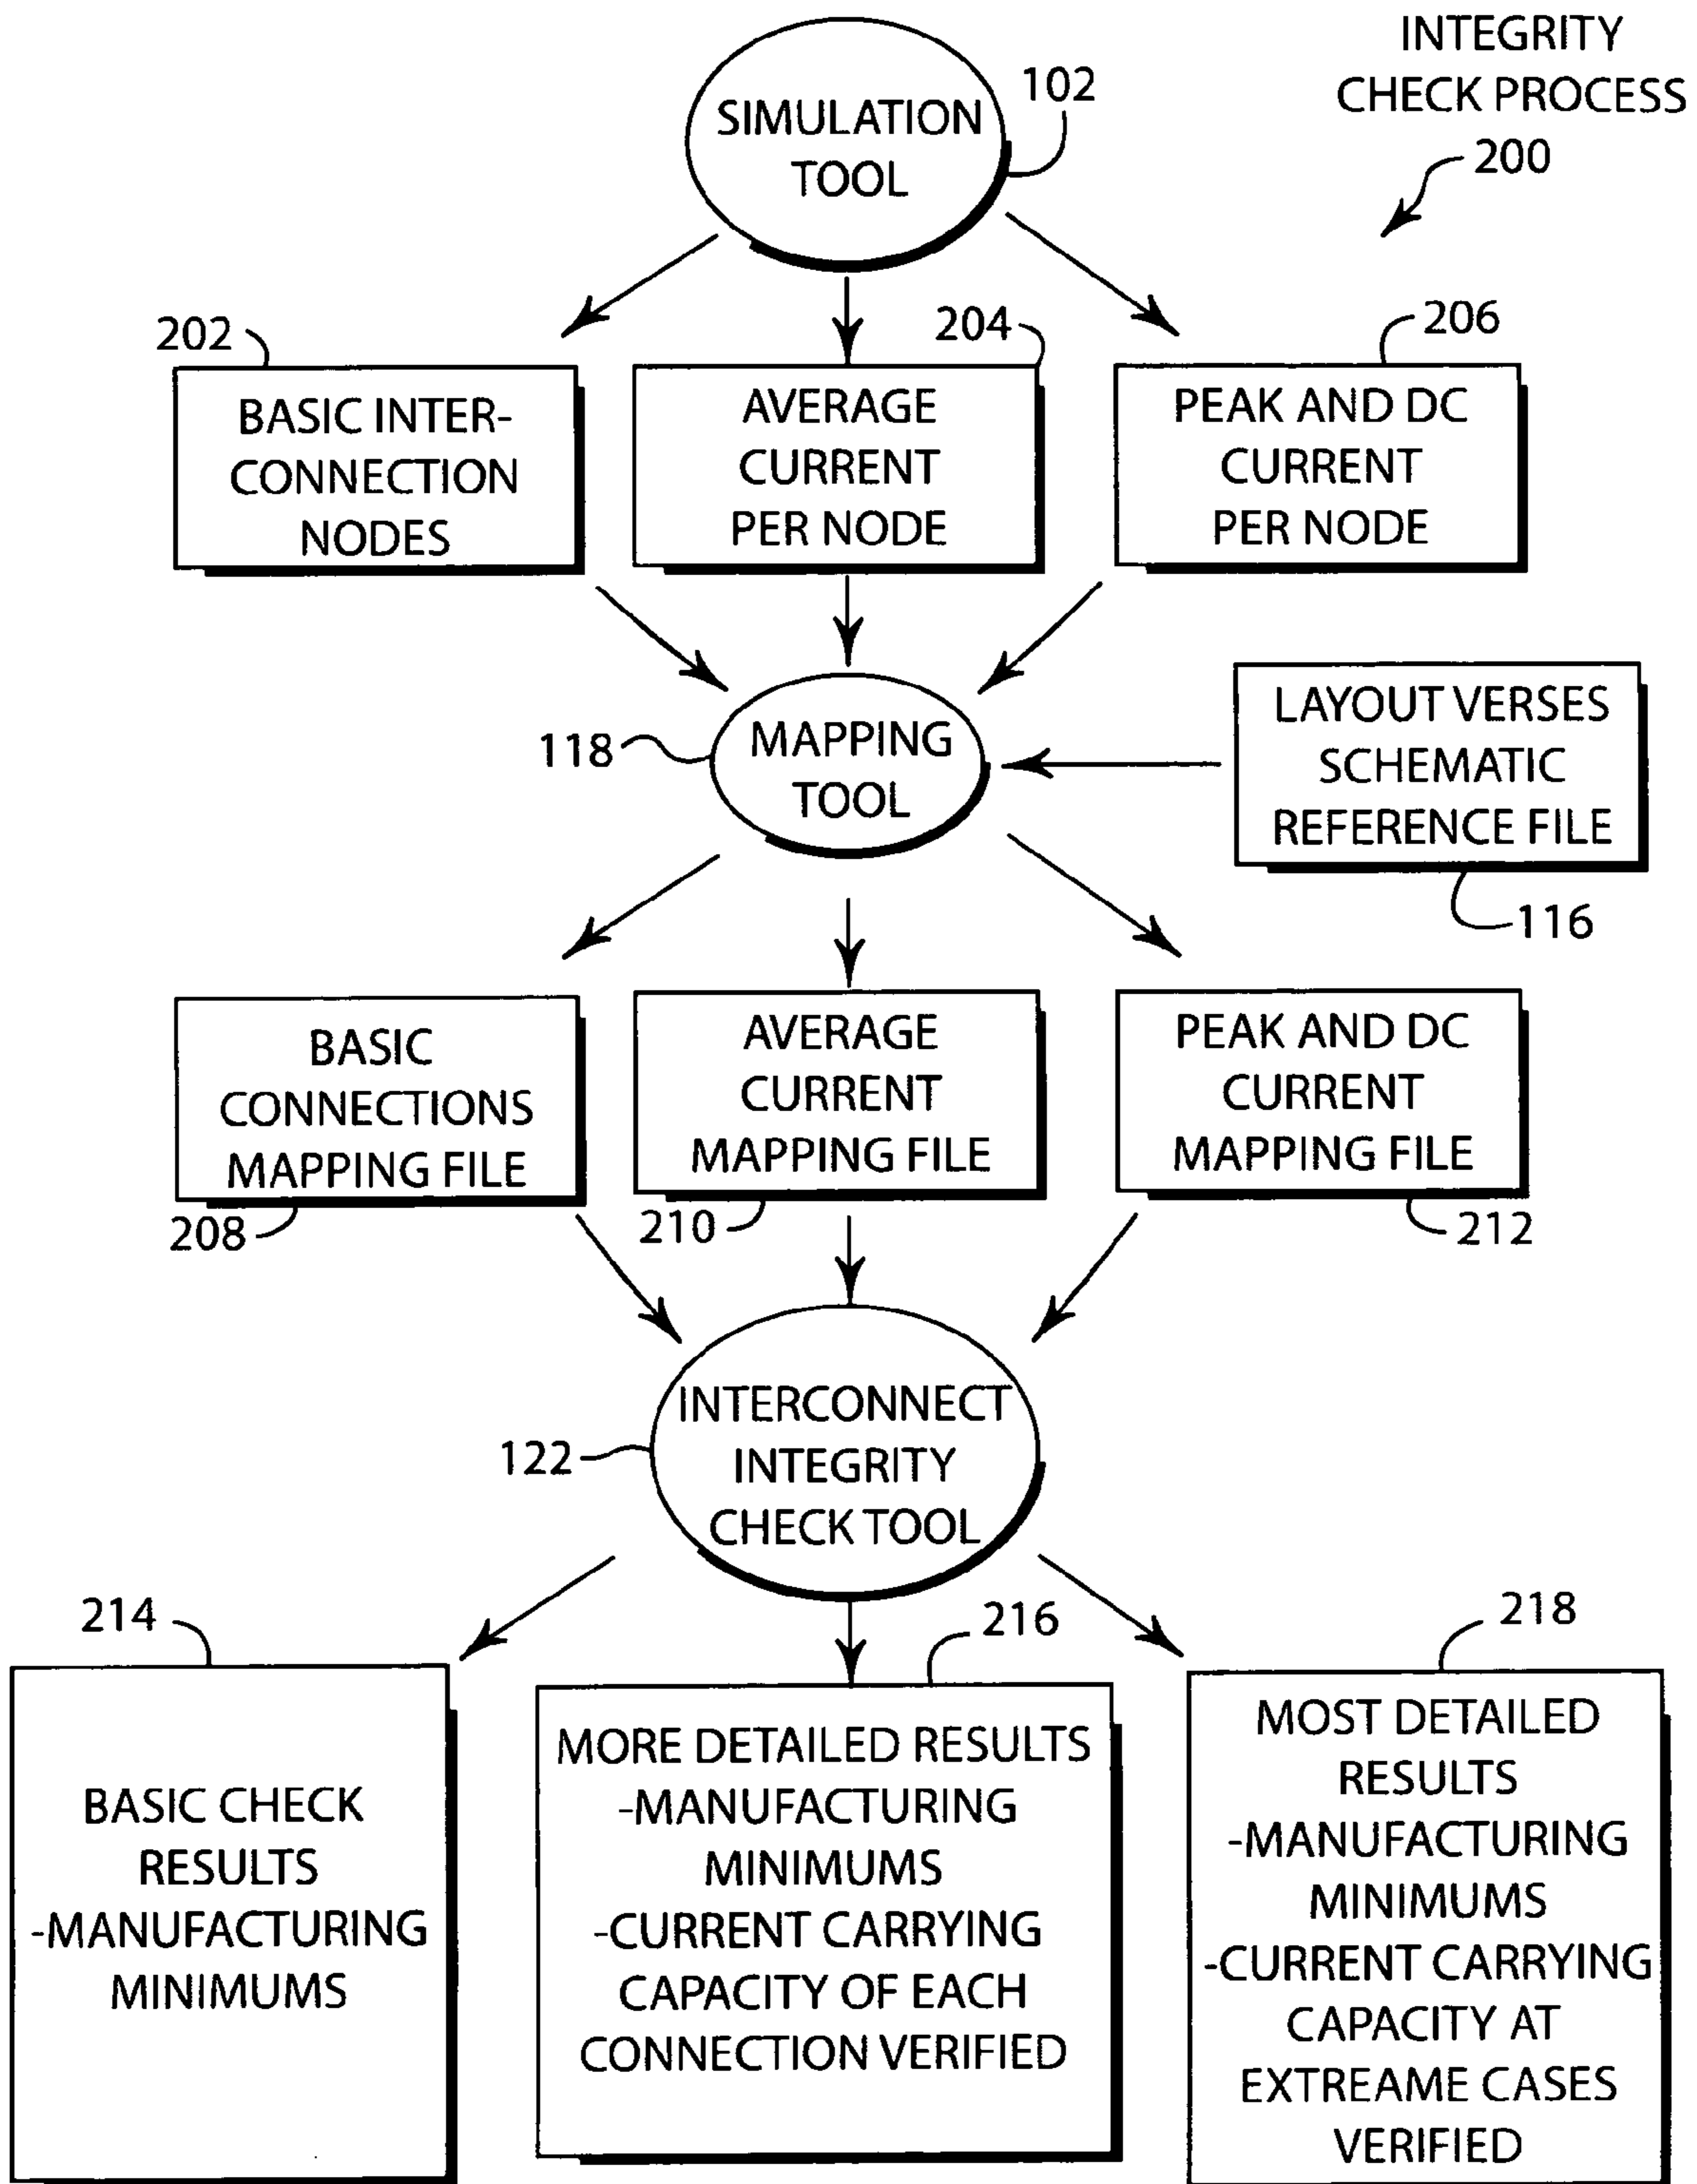 INTEGRITY
CHECK PROCESS
200
SIMULATION
TOOL
102
202
204
206
BASIC INTER-
CONNECTION
NODES
AVERAGE
CURRENT
PER NODE
PEAK AND DC
CURRENT
PER NODE
118
MAPPING
TOOL
LAYOUT VERSES
SCHEMATIC
REFERENCE FILE
116
BASIC
CONNECTIONS
MAPPING FILE
AVERAGE
CURRENT
MAPPING FILE
PEAK AND DC
CURRENT
MAPPING FILE
208
210
212
122
INTERCONNECT
INTEGRITY
CHECK TOOL
214
216
218
BASIC CHECK
RESULTS
-MANUFACTURING
MINIMUMS
MORE DETAILED RESULTS
-MANUFACTURING
MINIMUMS
-CURRENT CARRYING
CAPACITY OF EACH
CONNECTION VERIFIED
MOST DETAILED
RESULTS
-MANUFACTURING
MINIMUMS
-CURRENT CARRYING
CAPACITY AT
EXTREAME CASES
VERIFIED